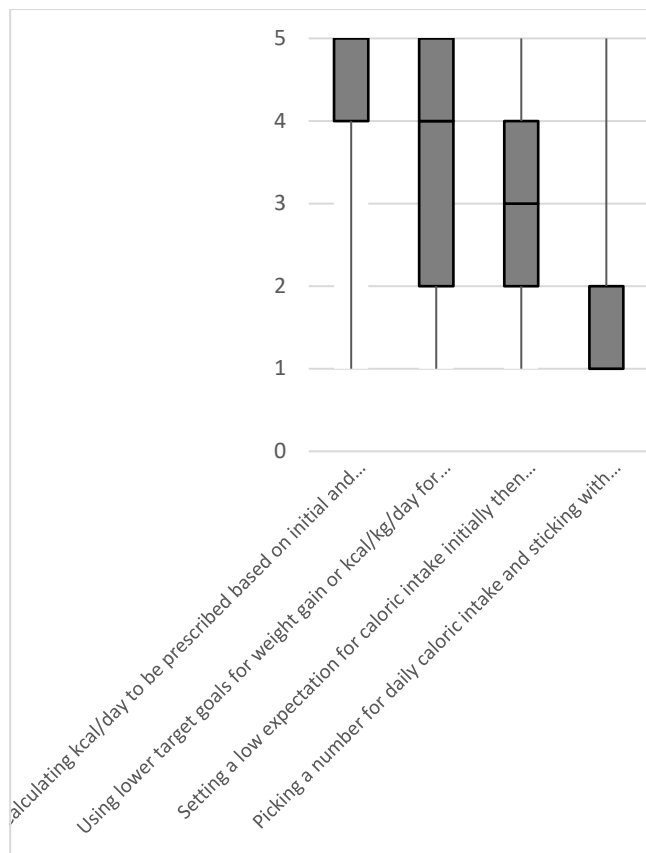 5
4
3
2
1
0
alculating kcal/day to be prescribed based on initial and...
Using lower target goals for weight gain or kcal/kg/day for...
Setting a low expectation for caloric intake initially then...
Picking a number for daily caloric intake and sticking with...